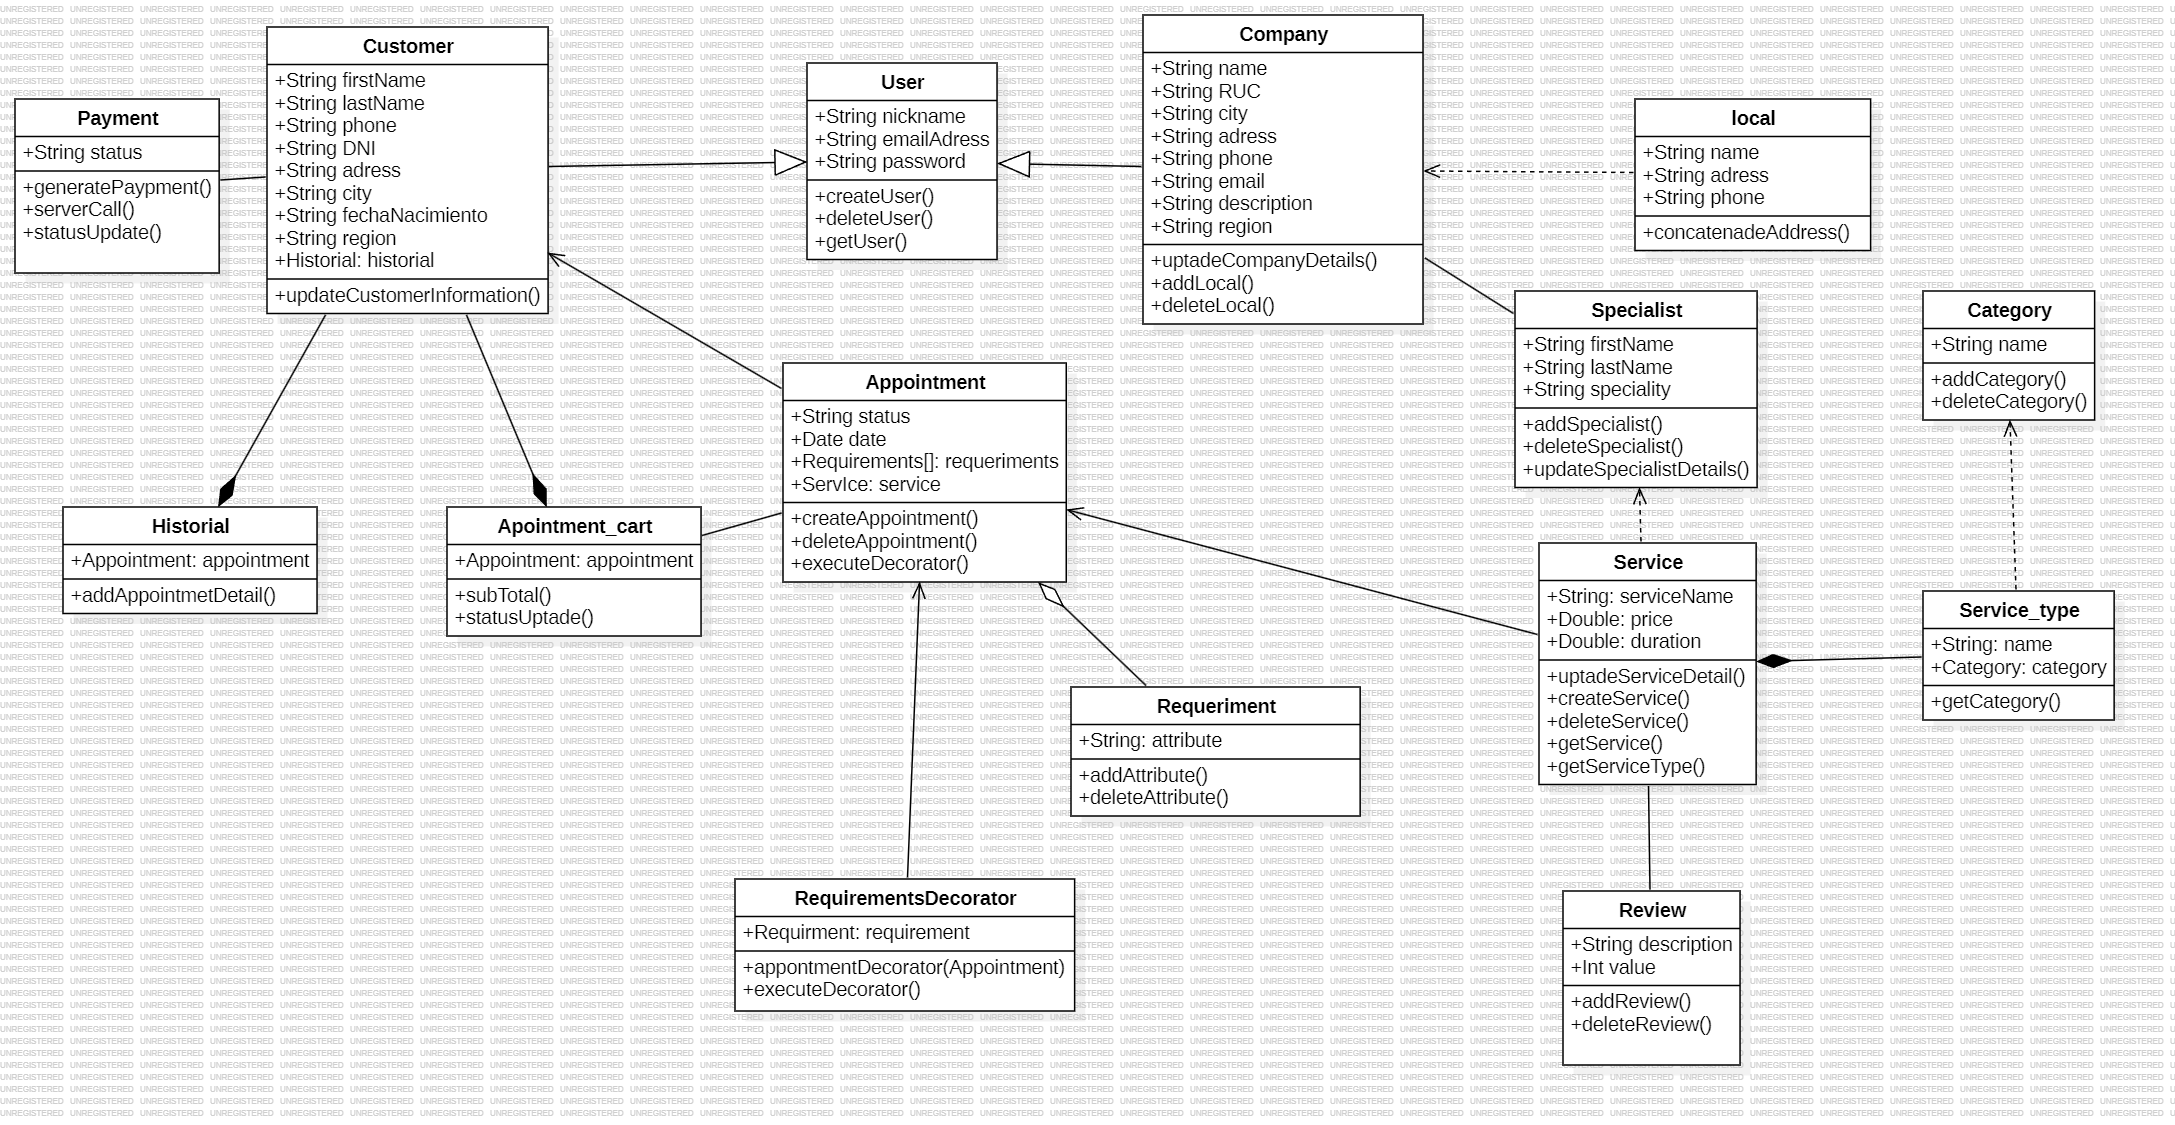 Customer
+String firstName
+String lastName
+String phone
+String DNI
+String adress
+String city
+String fechaNacimiento
+String region
+Historial: historial
+updateCustomerInformation()
Payment
+String status
+generatePaypment()
+serverCall()
+statusUpdate()
User
+String nickname
+String emailAdress
+String password
+createUser()
+deleteUser()
+getUser()
Company
+String name
+String RUC
+String city
+String adress
+String phone
+String email
+String description
+String region
+uptadeCompanyDetails()
+addLocal()
+deleteLocal()
local
+String name
+String adress
+String phone
+concatenadeAddress()
Specialist
+String firstName
+String lastName
+String speciality
+addSpecialist()
+deleteSpecialist()
+updateSpecialistDetails()
Category
+String name
+addCategory()
+deleteCategory()
Appointment
+String status
+Date date
+Requirements[]: requeriments
+ServIce: service
+createAppointment()
+deleteAppointment()
+executeDecorator()
Historial
+Appointment: appointment
+addAppointmetDetail()
Apointment_cart
+Appointment: appointment
+subTotal()
+statusUptade()
Service
+String: serviceName
+Double: price
+Double: duration
+uptadeServiceDetail()
+createService()
+deleteService()
+getService()
+getServiceType()
Service_type
+String: name
+Category: category
+getCategory()
Requeriment
+String: attribute
+addAttribute()
+deleteAttribute()
RequirementsDecorator
+Requirment: requirement
+appontmentDecorator(Appointment)
+executeDecorator()
Review
+String description
+Int value
+addReview()
+deleteReview()
UNREGISTERED